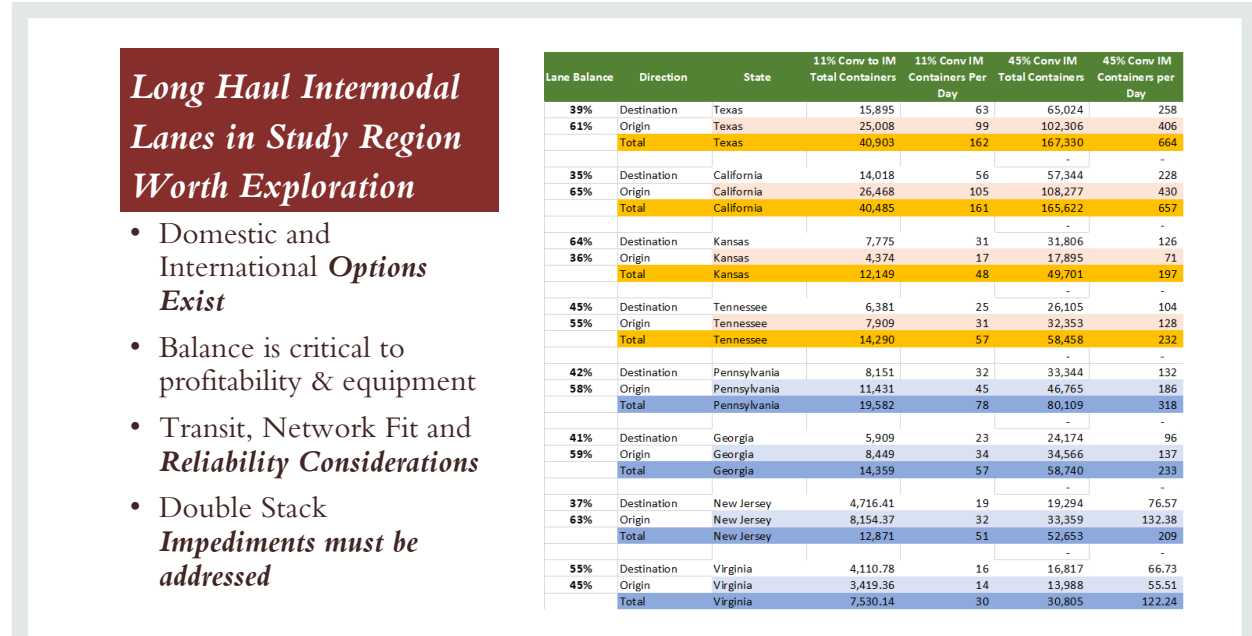 Long Haul Intermodal
Lanes in Study Region
Worth Exploration
• Domestic and
International Options
Exist
• Balance is critical to
profitability & equipment
• Transit, Network Fit and
Reliability Considerations
• Double Stack
Impediments must be
addressed
Lane Balance Direction State 11% Conv to IM Total Containers 11% Conv IM Containers Per Day 45% Conv IM Total Containers 45% Conv IM Containers per Day
39% Destination Texas 15,895 63 65,024 258
61% Origin Texas 25,008 99 102,306 406
Total Texas 40,903 162 167,330 664
- -
35% Destination California 14,018 56 57,344 228
65% Origin California 26,468 105 108,277 430
Total California 40,485 161 165,622 657
- -
64% Destination Kansas 7,775 31 31,806 126
36% Origin Kansas 4,374 17 17,895 71
Total Kansas 12,149 48 49,701 197
- -
45% Destination Tennessee 6,381 25 26,105 104
55% Origin Tennessee 7,909 31 32,353 128
Total Tennessee 14,290 57 58,458 232
- -
42% Destination Pennsylvania 8,151 32 33,344 132
58% Origin Pennsylvania 11,431 45 46,765 186
Total Pennsylvania 19,582 78 80,109 318
- -
41% Destination Georgia 5,909 23 24,174 96
59% Origin Georgia 8,449 34 34,566 137
Total Georgia 14,359 57 58,740 233
- -
37% Destination New Jersey 4,716.41 19 19,294 76.57
63% Origin New Jersey 8,154.37 32 33,359 132.38
Total New Jersey 12,871 51 52,653 209
- -
55% Destination Virginia 4,110.78 16 16,817 66.73
45% Origin Virginia 3,419.36 14 13,988 55.51
Total Virginia 7,530.14 30 30,805 122.24